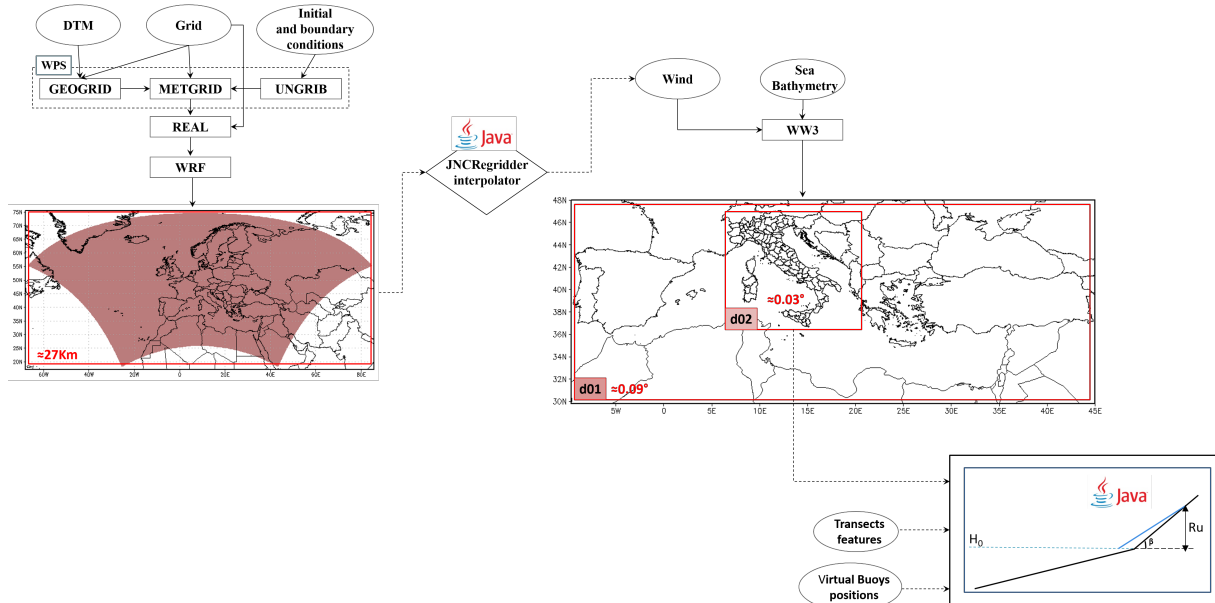 DTM
Grid
Initial
and boundary
conditions
WPS
GEOGRID
METGRID
UNGRIB
REAL
WRF
75N
70N
65N
60N
55N
50N
45N
40N
35N
30N
25N
20N
≈27Km
60W
40W
20W
0
20E
40E
60E
80E
Java
JNCRegridder
interpolator
Wind
Sea
Bathymetry
WW3
48N
46N
44N
42N
40N
38N
36N
34N
32N
30N
≈0.03°
d02
d01
≈0.09°
5W
0
5E
10E
15E
20E
25E
30E
35E
40E
45E
Transects
features
Virtual Buoys
positions
Java
H0
β
Ru